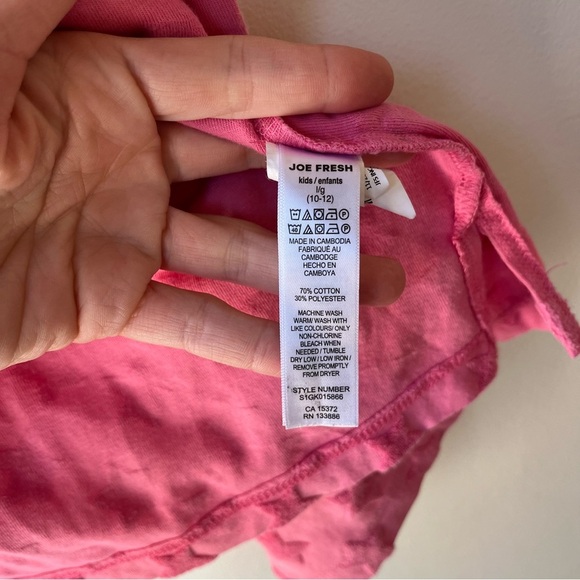 JOE FRESH
kids / enfants
l/g
(10-12)
MADE IN CAMBODIA
FABRIQUÉ AU
CAMBODGE
HECHO EN
CAMBOYA
70% COTTON
30% POLYESTER
MACHINE WASH
WARM/ WASH WITH
LIKE COLOURS/ ONLY
NON-CHLORINE
BLEACH WHEN
NEEDED / TUMBLE
DRY LOW / LOW IRON /
REMOVE PROMPTLY
FROM DRYER
STYLE NUMBER
S1GK015866
CA 15372
RN 133886